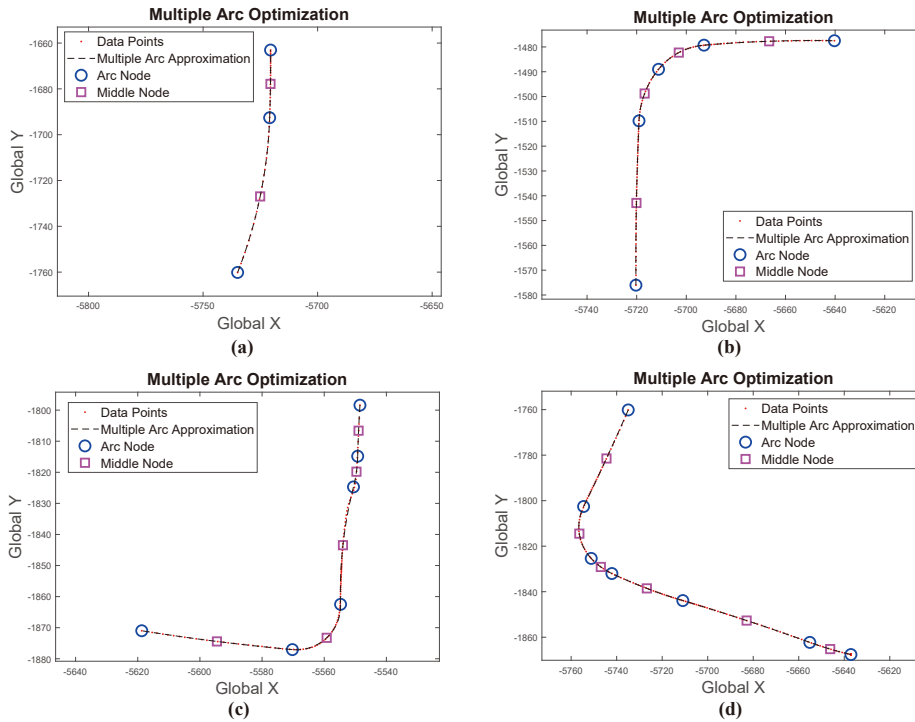 Multiple Arc Optimization
-1660
-1680
-1700
-1720
-1740
-1760
Global Y
Data Points
Multiple Arc Approximation
Arc Node
Middle Node
-5800
-5750
-5700
-5650
Global X
(a)
Multiple Arc Optimization
-1480
-1490
-1500
-1510
-1520
-1530
-1540
-1550
-1560
-1570
-1580
Global Y
Data Points
Multiple Arc Approximation
Arc Node
Middle Node
-5740
-5720
-5700
-5680
-5660
-5640
-5620
Global X
(b)
Multiple Arc Optimization
-1800
-1810
-1820
-1830
-1840
-1850
-1860
-1870
-1880
Global Y
Data Points
Multiple Arc Approximation
Arc Node
Middle Node
-5640
-5620
-5600
-5580
-5560
-5540
Global X
(c)
Multiple Arc Optimization
-1760
-1780
-1800
-1820
-1840
-1860
Global Y
Data Points
Multiple Arc Approximation
Arc Node
Middle Node
-5760
-5740
-5720
-5700
-5680
-5660
-5640
-5620
Global X
(d)